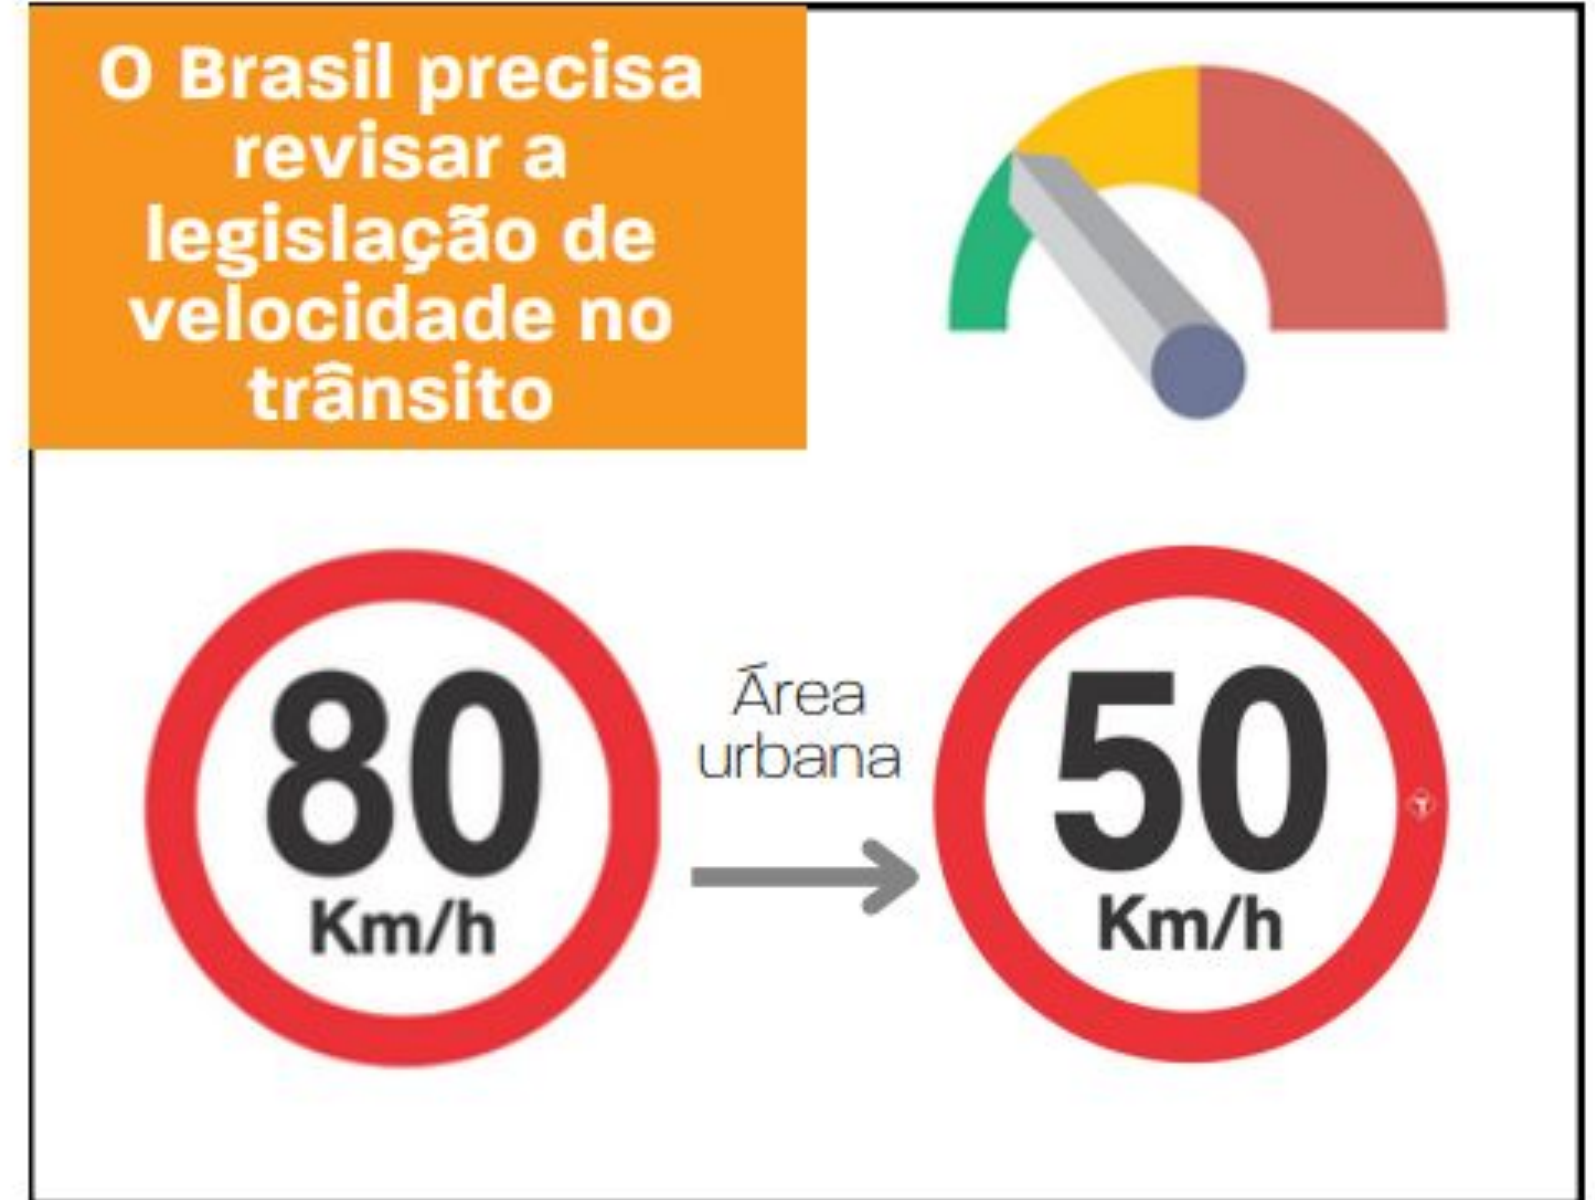 O Brasil precisa
revisar a
legislação de
velocidade no
trânsito
80
Km/h
Área
urbana
50
Km/h